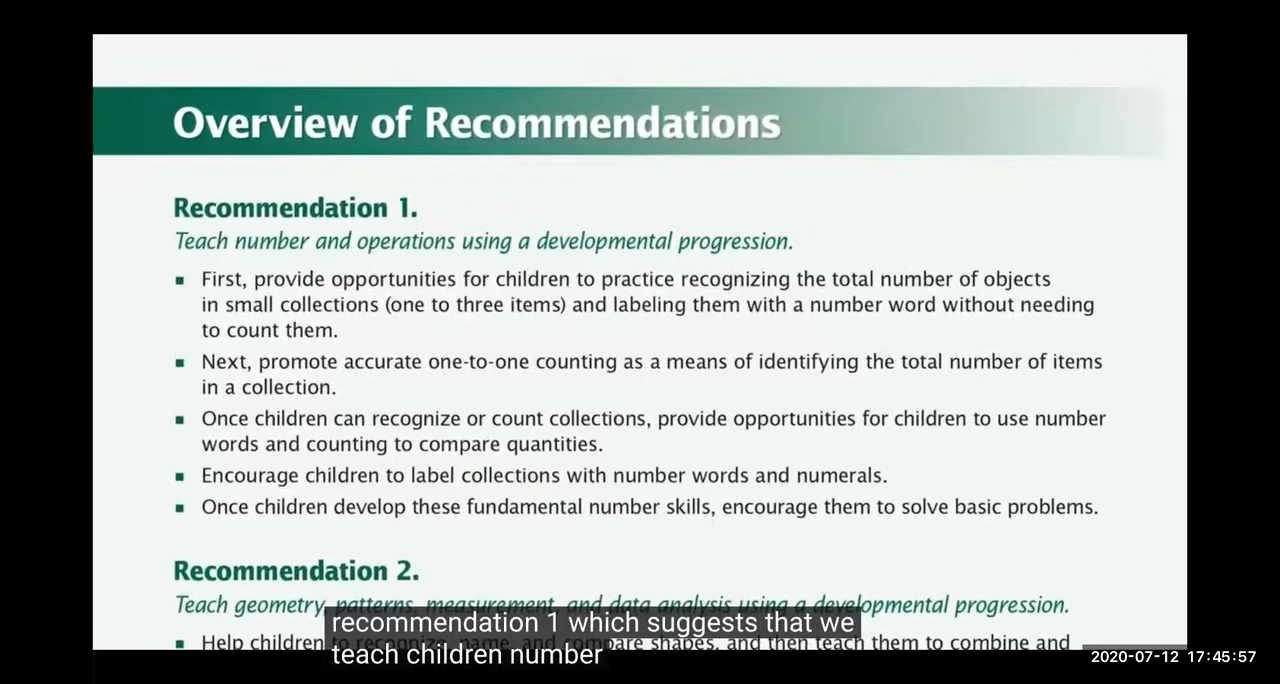 Overview of Recommendations
Recommendation 1.
Teach number and operations using a developmental progression.
▪ First, provide opportunities for children to practice recognizing the total number of objects
in small collections (one to three items) and labeling them with a number word without needing
to count them.
▪ Next, promote accurate one-to-one counting as a means of identifying the total number of items
in a collection.
▪ Once children can recognize or count collections, provide opportunities for children to use number
words and counting to compare quantities.
▪ Encourage children to label collections with number words and numerals.
▪ Once children develop these fundamental number skills, encourage them to solve basic problems.
Recommendation 2.
Teach geometry, patterns, measurement, and data analysis using a developmental progression.
▪ Help children to recognize, name, and compare shapes, and then teach them to combine and
recommendation 1 which suggests that we
teach children number
2020-07-12 17:45:57